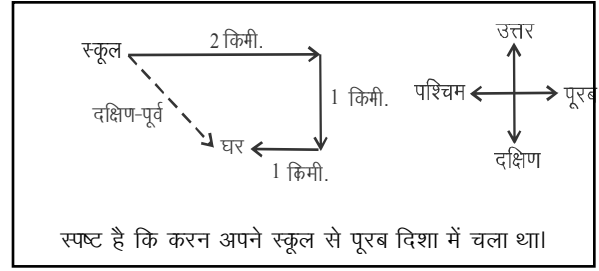 उत्तर
स्कूल 2 किमी.
पश्चिम पूरब
1 किमी.
दक्षिण-पूर्व
घर
दक्षिण
1 किमी.
स्पष्ट है कि करन अपने स्कूल से पूरब दिशा में चला था।